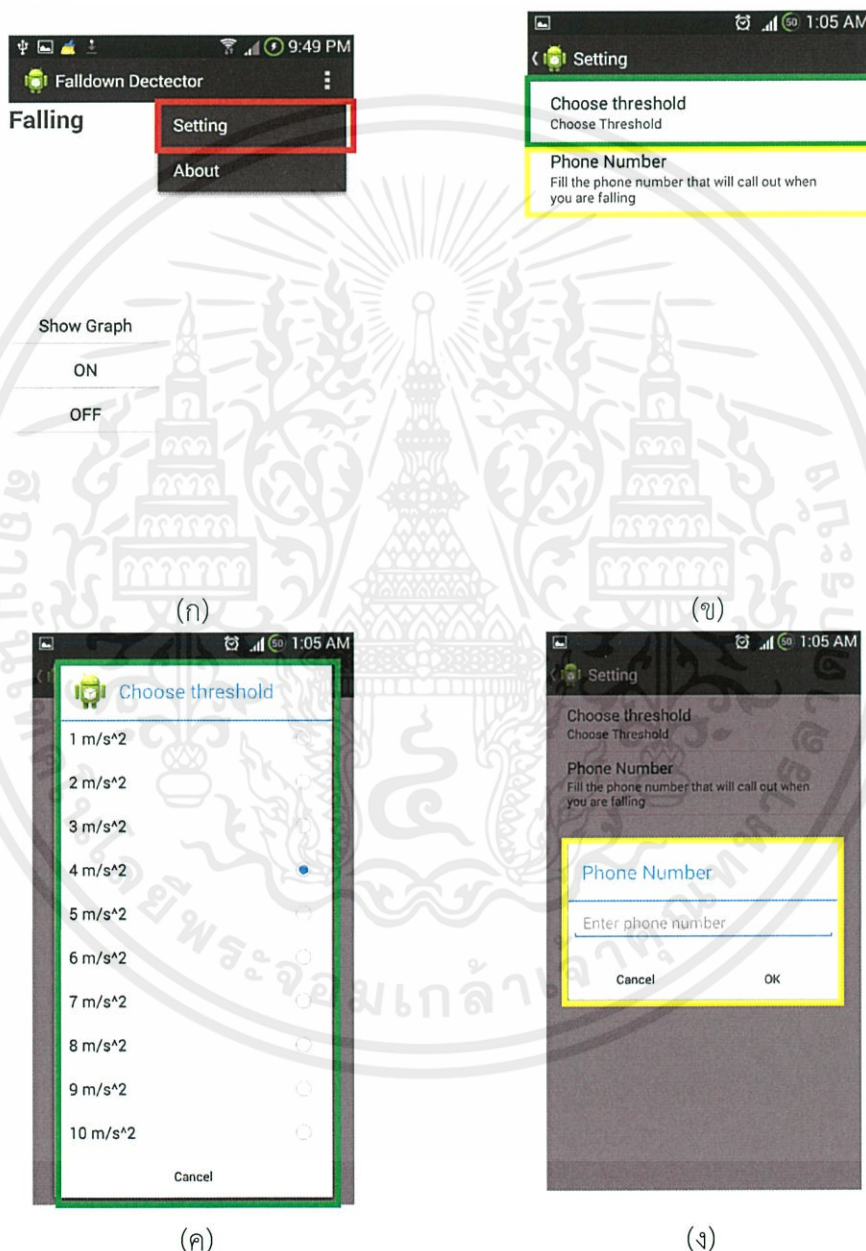 9:49 PM
Falldown Dectector
Falling
Setting
About
Show Graph
ON
OFF
(ก)
50 1:05 AM
Setting
Choose threshold
Choose Threshold
Phone Number
Fill the phone number that will call out when
you are falling
(ข)
50 1:05 AM
Choose threshold
1 m/s^2
2 m/s^2
3 m/s^2
4 m/s^2
5 m/s^2
6 m/s^2
7 m/s^2
8 m/s^2
9 m/s^2
10 m/s^2
Cancel
(ค)
50 1:05 AM
Setting
Choose threshold
Choose Threshold
Phone Number
Fill the phone number that will call out when
you are falling
Phone Number
Enter phone number
Cancel
OK
(ง)